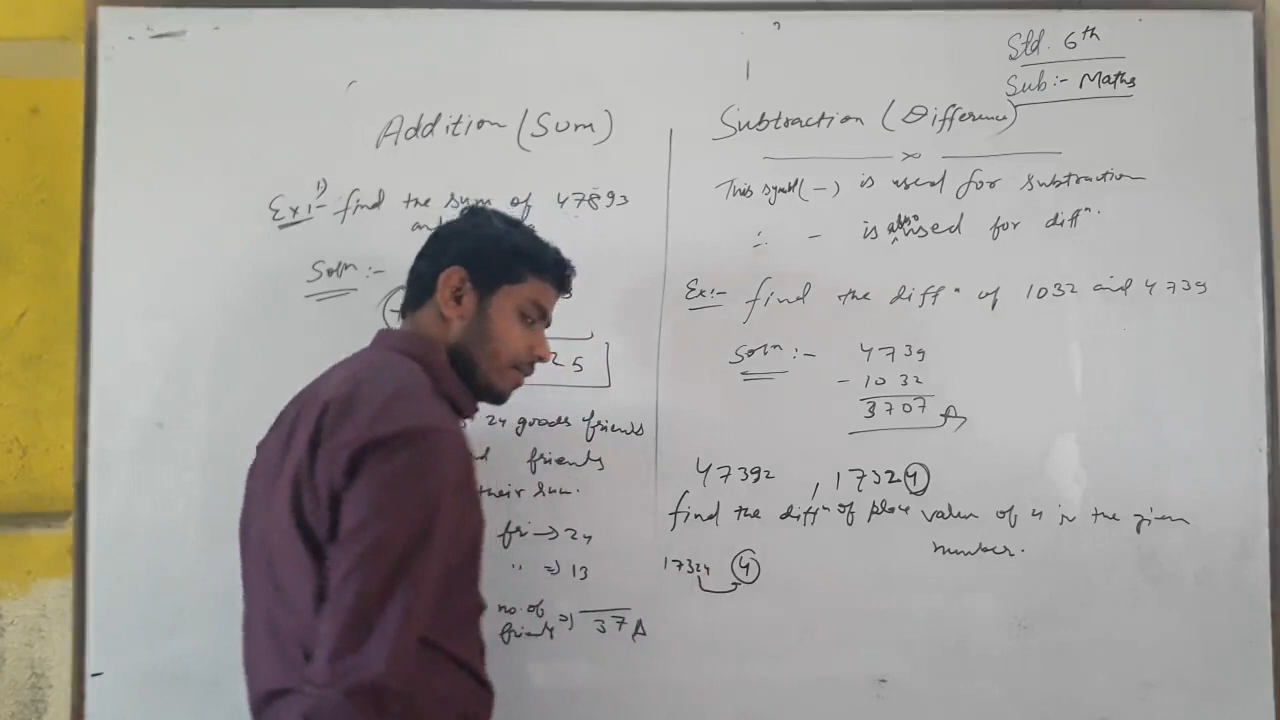 Std. 6th
Sub:- Maths
Addition (Sum)
Ex:- 1) find the sum of 47893
Soln:-
25
24 goods friends
friends
their sum.
fri → 24
" ⇒ 13
no. of
friends ⇒ 37 A
Subtraction (Difference)
x
This symbl (-) is used for subtraction
∴ - is also used for diffn.
Ex:- find the diffn of 1032 and 4739
Soln:- 4739
- 1032
3707 A
47392 , 17324
find the diffn of place value of 4 in the given
number.
17324 4